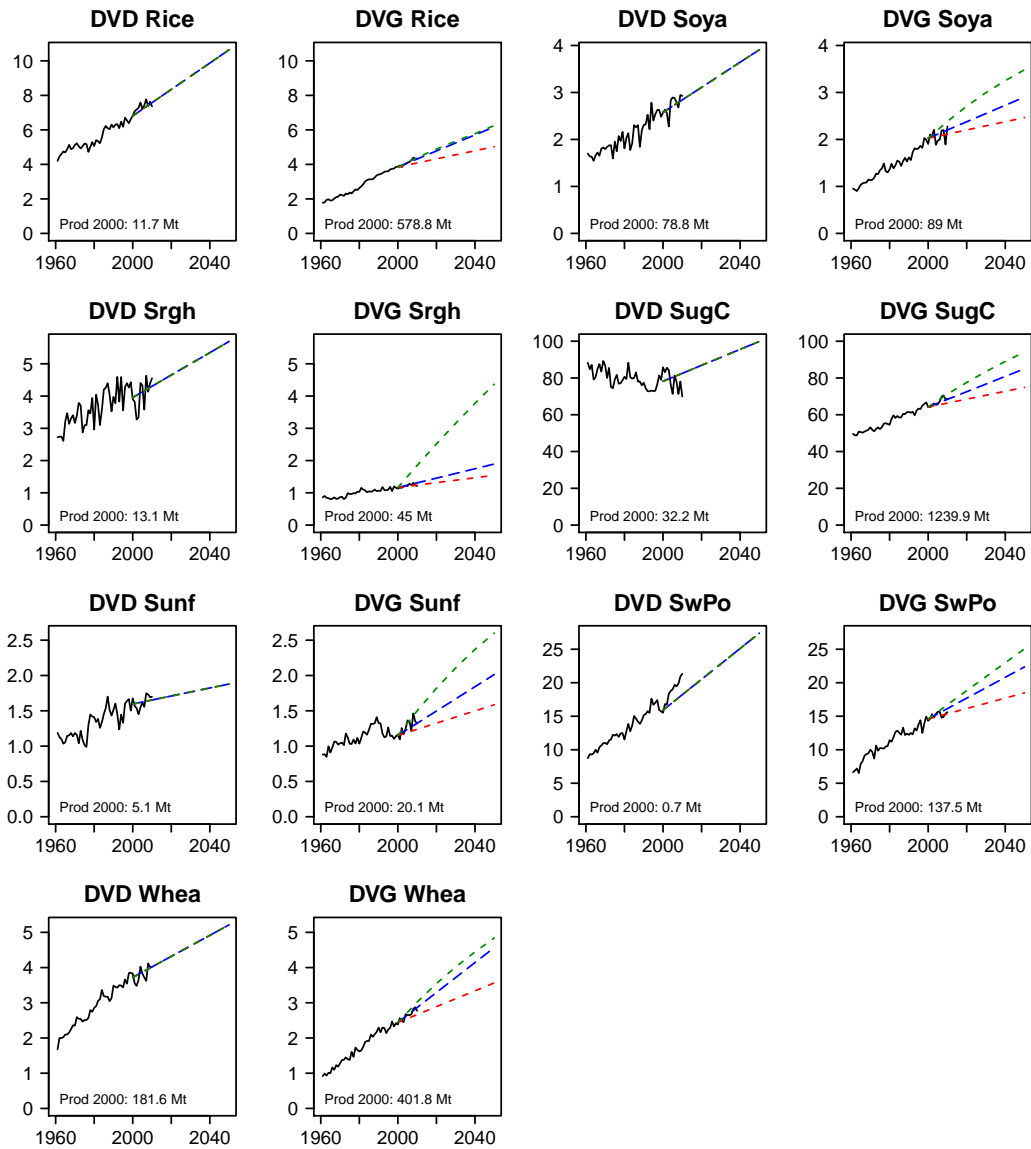 DVD Rice
10
8
6
4
2
0
Prod 2000: 11.7 Mt
1960 2000 2040
DVG Rice
10
8
6
4
2
0
Prod 2000: 578.8 Mt
1960 2000 2040
DVD Soya
4
3
2
1
0
Prod 2000: 78.8 Mt
1960 2000 2040
DVG Soya
4
3
2
1
0
Prod 2000: 89 Mt
1960 2000 2040
DVD Srgh
5
4
3
2
1
0
Prod 2000: 13.1 Mt
1960 2000 2040
DVG Srgh
5
4
3
2
1
0
Prod 2000: 45 Mt
1960 2000 2040
DVD SugC
100
80
60
40
20
0
Prod 2000: 32.2 Mt
1960 2000 2040
DVG SugC
100
80
60
40
20
0
Prod 2000: 1239.9 Mt
1960 2000 2040
DVD Sunf
2.5
2.0
1.5
1.0
0.5
0.0
Prod 2000: 5.1 Mt
1960 2000 2040
DVG Sunf
2.5
2.0
1.5
1.0
0.5
0.0
Prod 2000: 20.1 Mt
1960 2000 2040
DVD SwPo
25
20
15
10
5
0
Prod 2000: 0.7 Mt
1960 2000 2040
DVG SwPo
25
20
15
10
5
0
Prod 2000: 137.5 Mt
1960 2000 2040
DVD Whea
5
4
3
2
1
0
Prod 2000: 181.6 Mt
1960 2000 2040
DVG Whea
5
4
3
2
1
0
Prod 2000: 401.8 Mt
1960 2000 2040